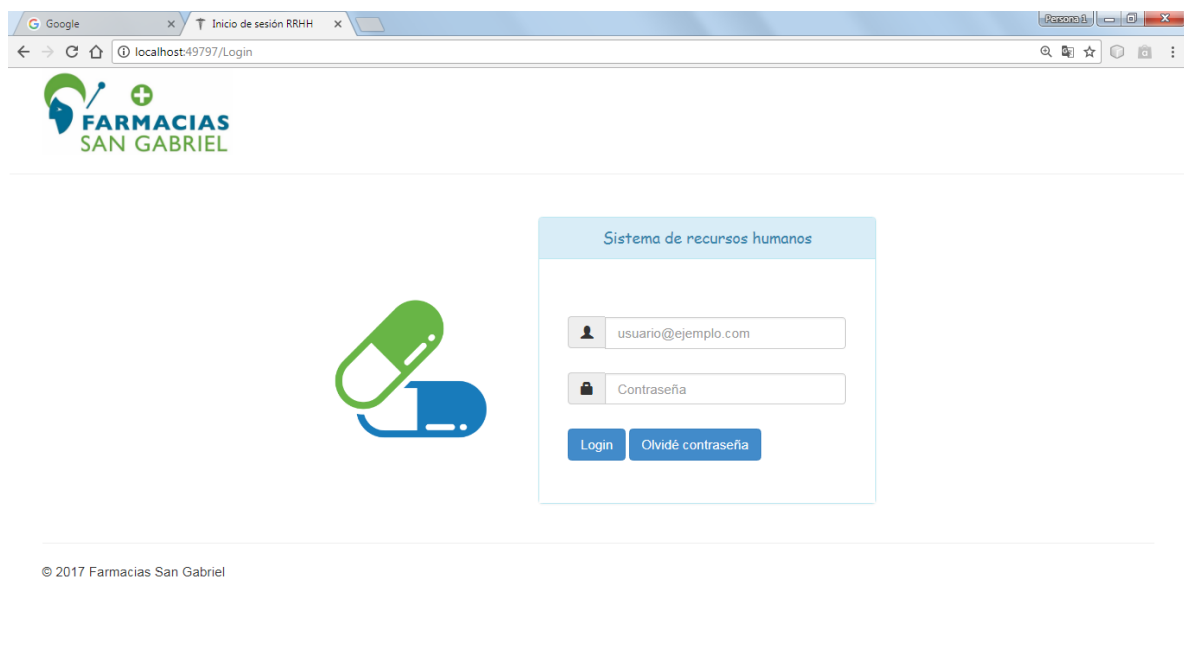 Google
Inicio de sesión RRHH
Persona 1
localhost:49797/Login
FARMACIAS
SAN GABRIEL
Sistema de recursos humanos
usuario@ejemplo.com
Contraseña
Login Olvidé contraseña
© 2017 Farmacias San Gabriel